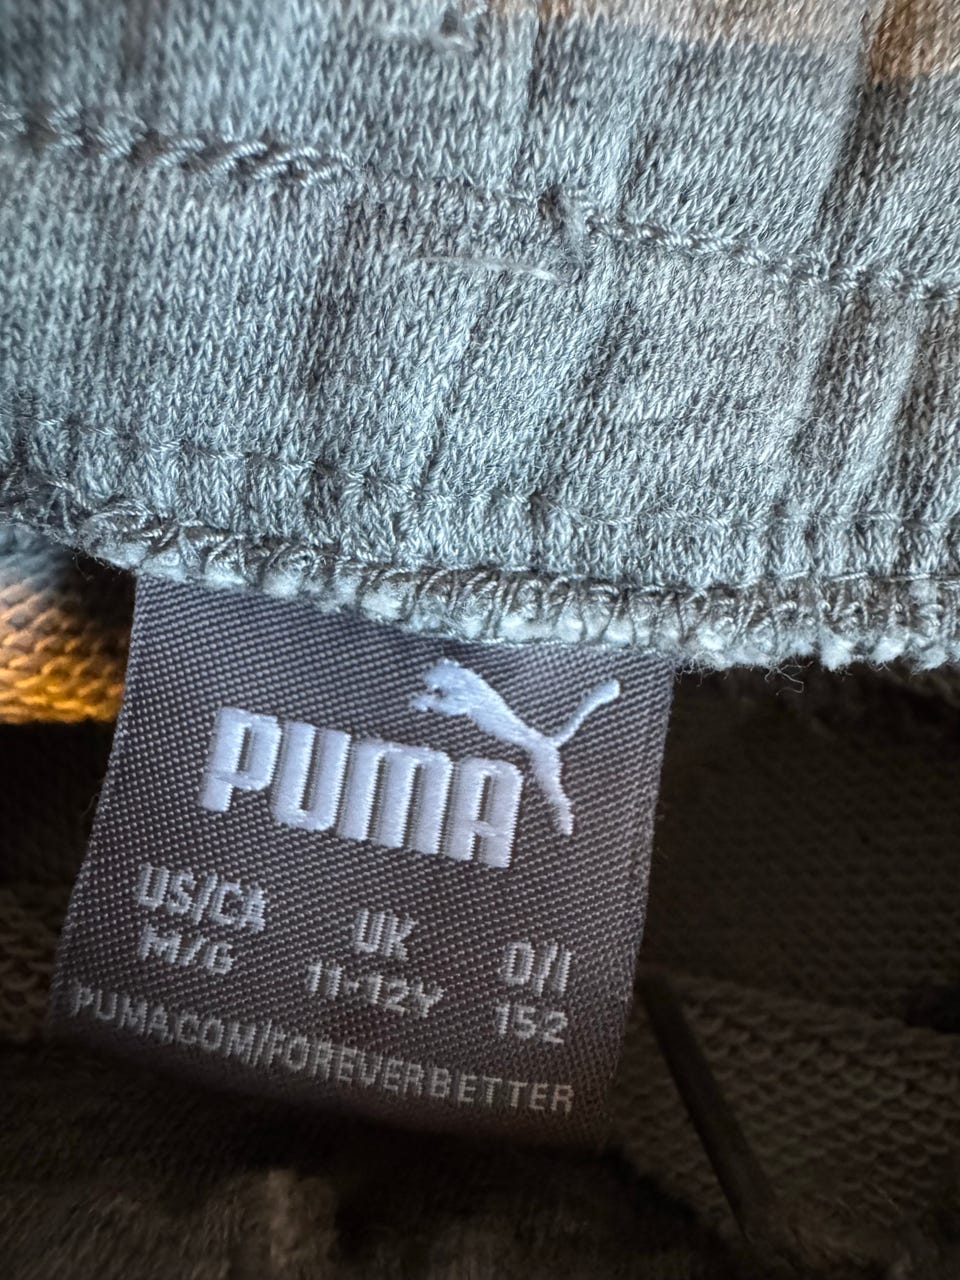 PUMA
US/CA UK D/I
M/G 11-12Y 152
PUMA.COM/FOREVERBETTER